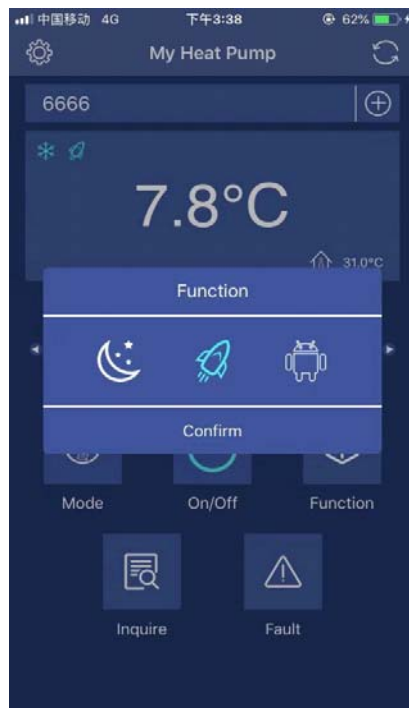 中国移动 4G 下午3:38 62%
My Heat Pump
6666
7.8°C
31.0°C
Function
Confirm
Mode On/Off Function
Inquire Fault